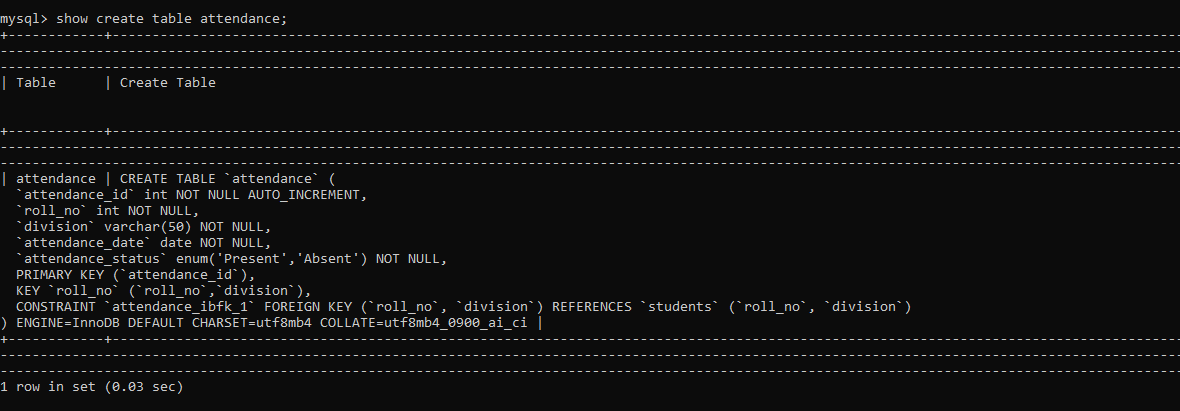 mysql> show create table attendance;
| Table | Create Table
| attendance | CREATE TABLE `attendance` (
`attendance_id` int NOT NULL AUTO_INCREMENT,
`roll_no` int NOT NULL,
`division` varchar(50) NOT NULL,
`attendance_date` date NOT NULL,
`attendance_status` enum('Present','Absent') NOT NULL,
PRIMARY KEY (`attendance_id`),
KEY `roll_no` (`roll_no`,`division`),
CONSTRAINT `attendance_ibfk_1` FOREIGN KEY (`roll_no`, `division`) REFERENCES `students` (`roll_no`, `division`)
) ENGINE=InnoDB DEFAULT CHARSET=utf8mb4 COLLATE=utf8mb4_0900_ai_ci |
1 row in set (0.03 sec)